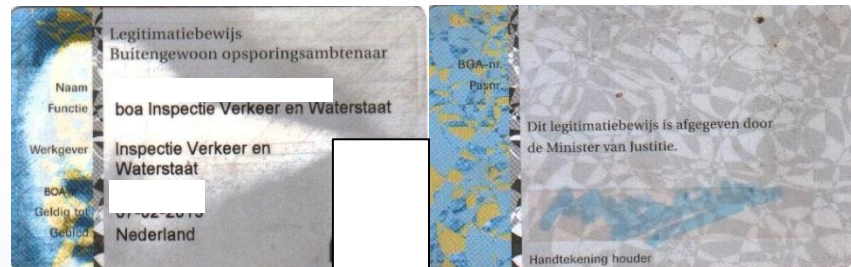 Legitimatiebewijs
Buitengewoon opsporingsambtenaar
Naam
Functie boa Inspectie Verkeer en Waterstaat
Werkgever Inspectie Verkeer en
Waterstaat
BOA-nr.
Geldig tot
Gebied Nederland
BOA-nr.
Pasnr.
Dit legitimatiebewijs is afgegeven door
de Minister van Justitie.
Handtekening houder